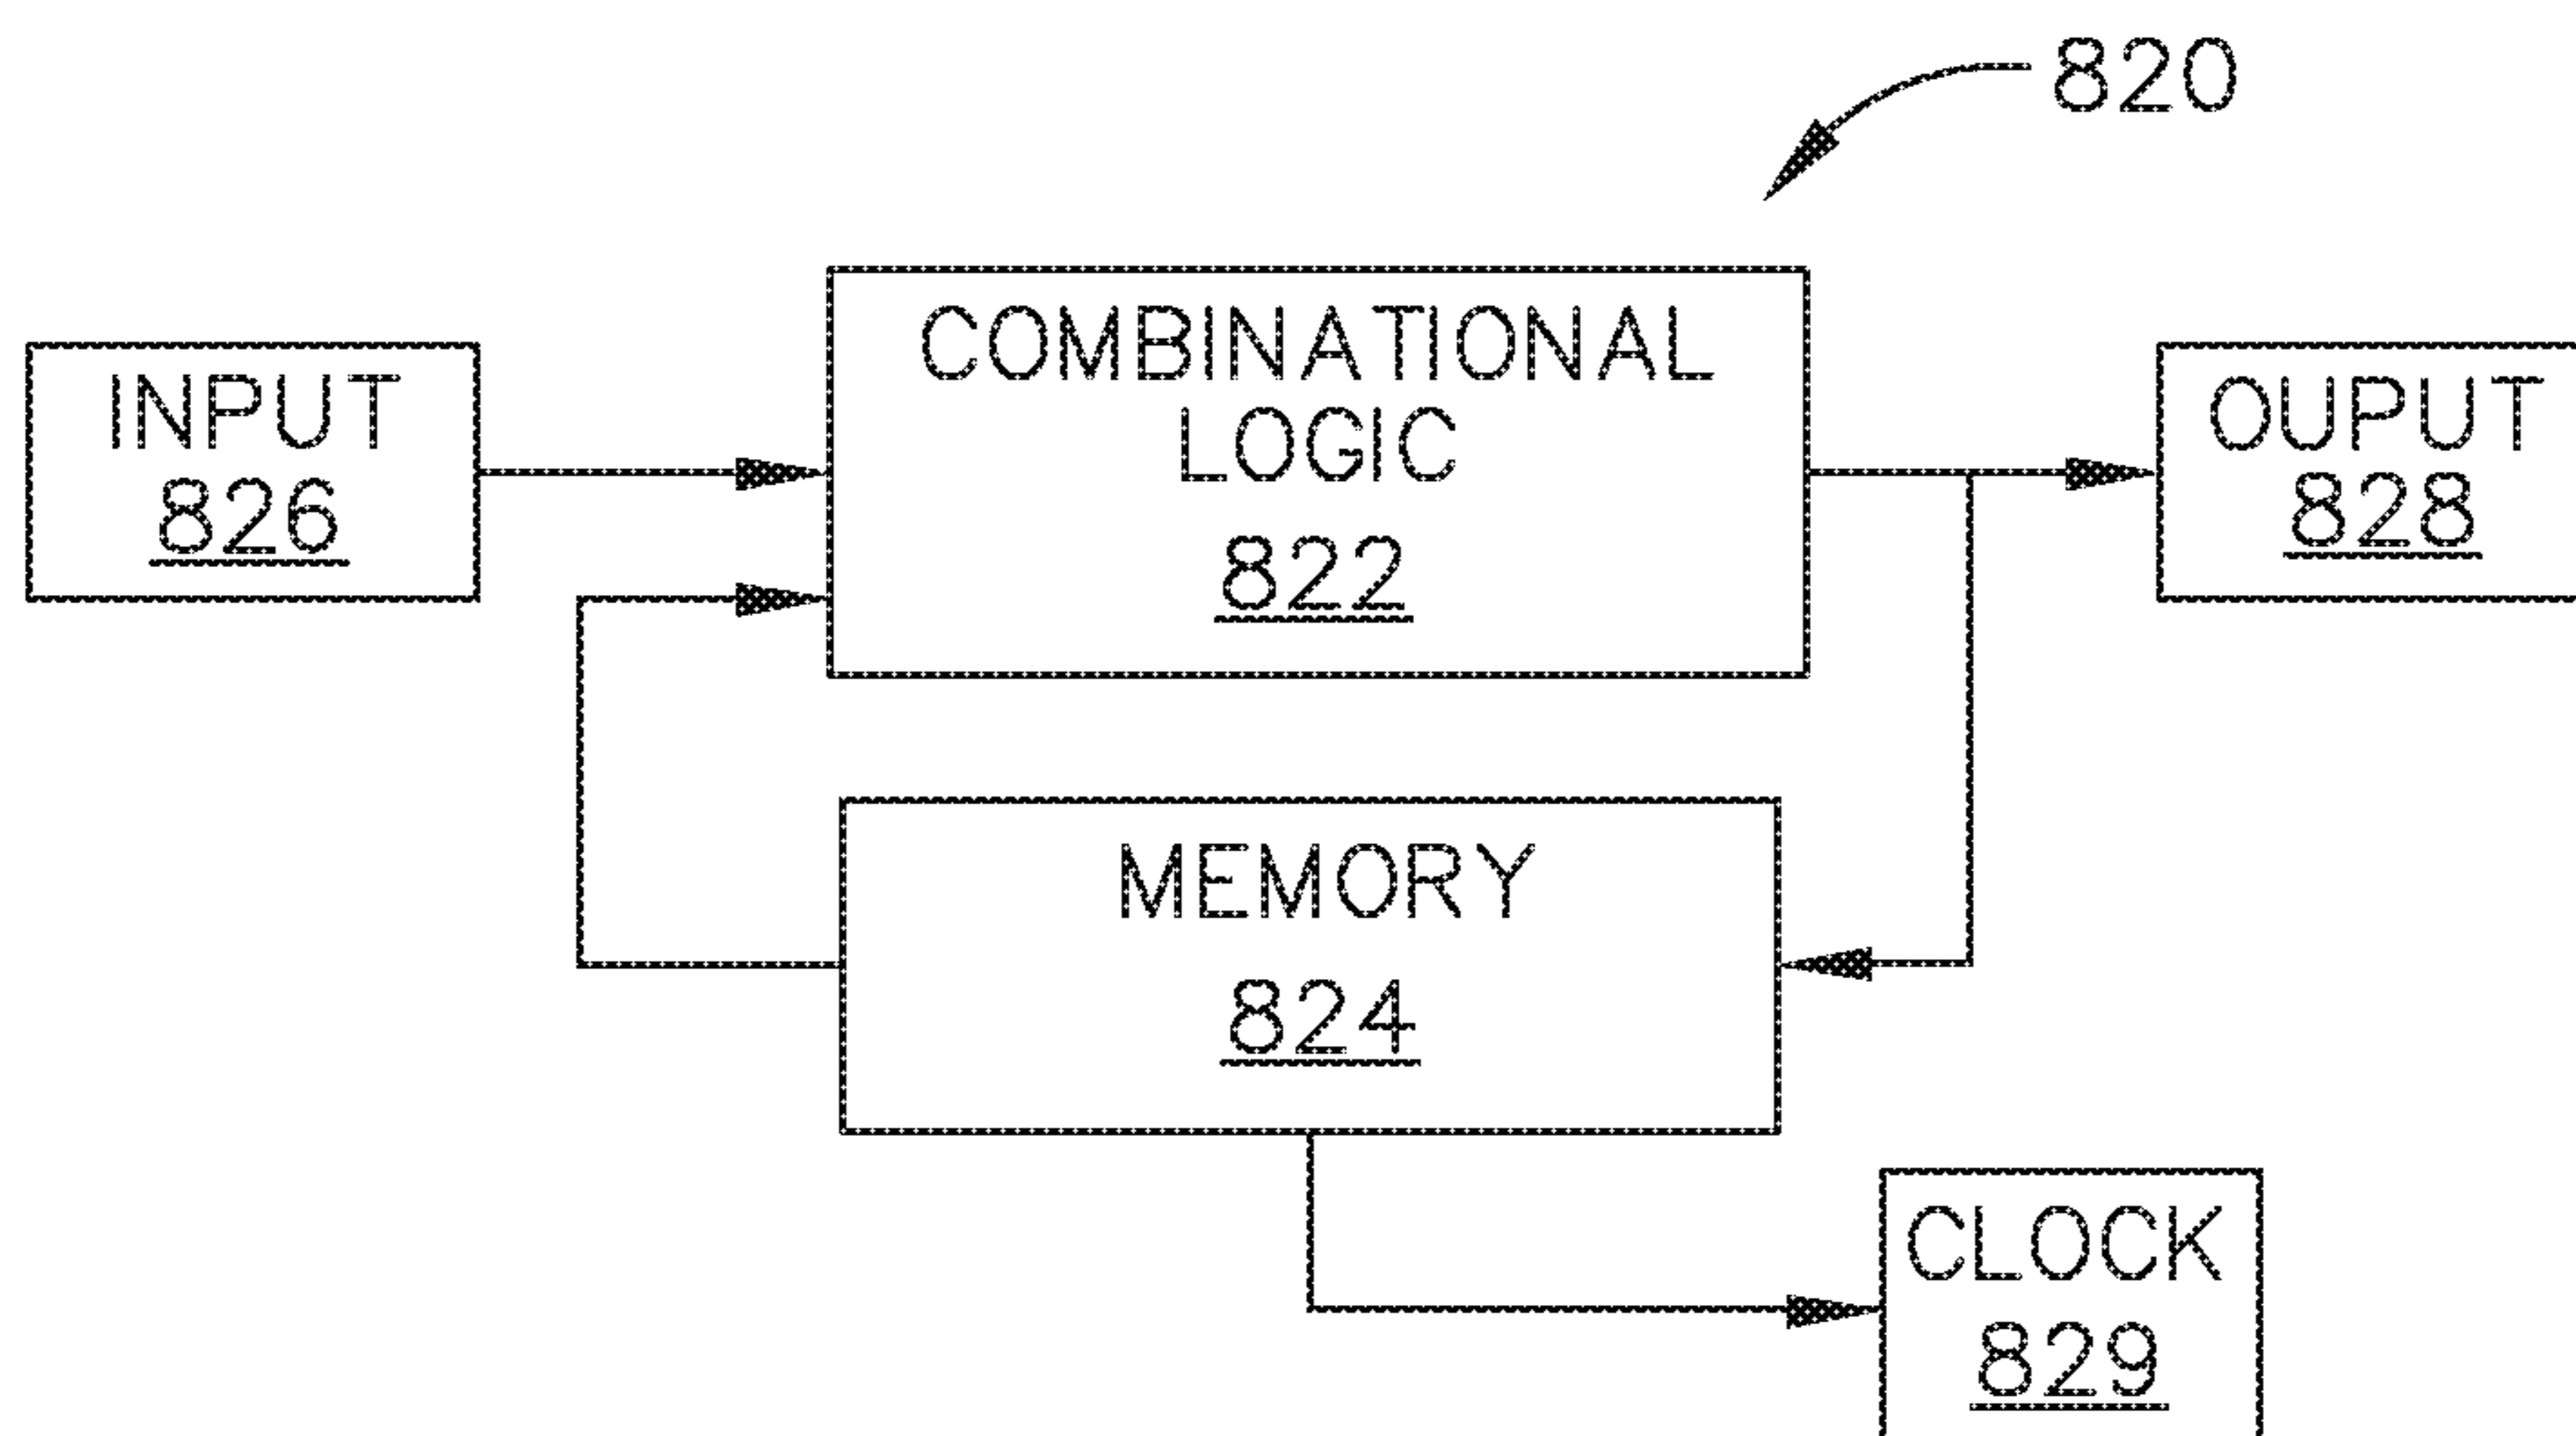 820
COMBINATIONAL
LOGIC
822
INPUT
826
OUPUT
828
MEMORY
824
CLOCK
829